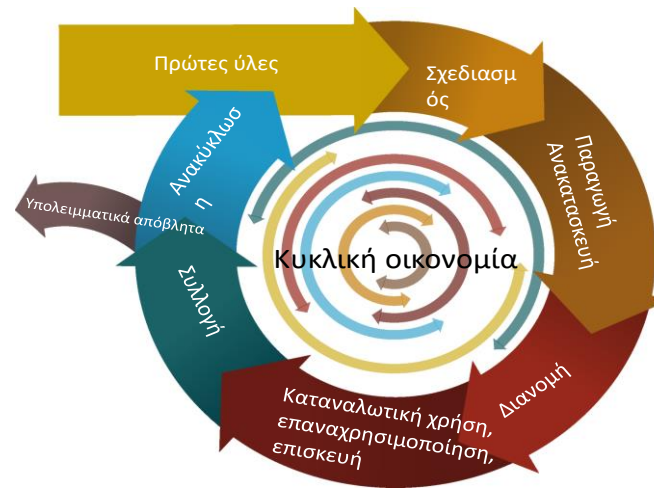 Πρώτες ύλες
Σχεδιασμ
ός
Παραγωγή
Ανακατασκευή
Διανομή
Καταναλωτική χρήση,
επαναχρησιμοποίηση,
επισκευή
Συλλογή
Υπολειμματικά απόβλητα
Ανακύκλωσ
η
Κυκλική οικονομία